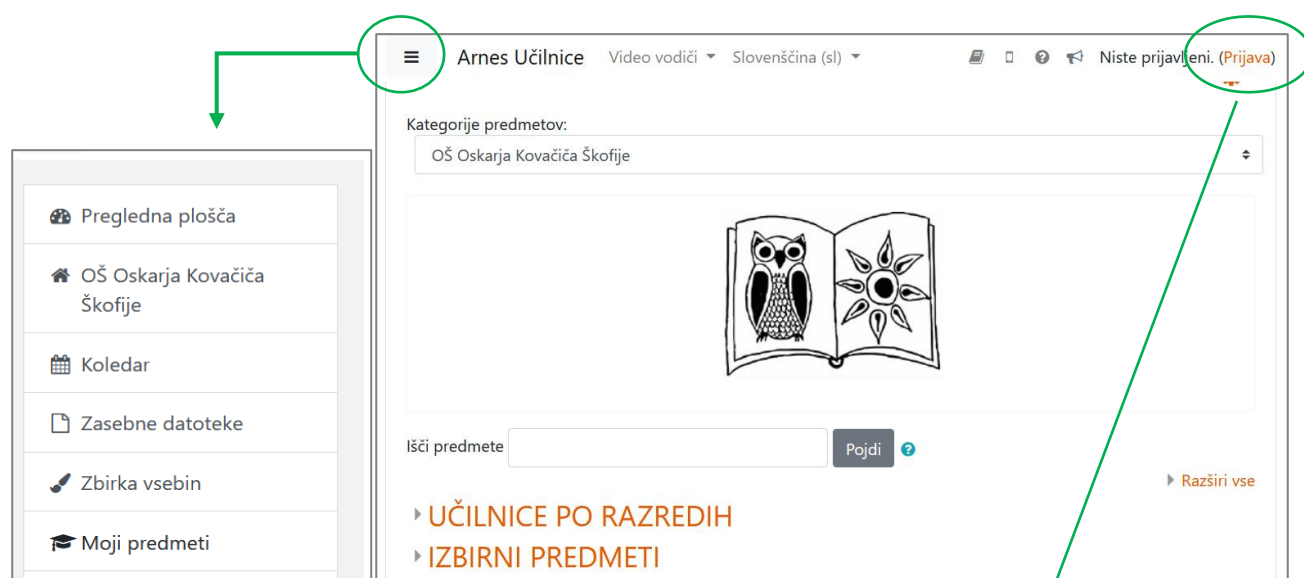 Arnes Učilnice Video vodiči Slovenščina (sl) Niste prijavljeni. (Prijava)
Kategorije predmetov:
OŠ Oskarja Kovačiča Škofije
Išči predmete Pojdi
Razširi vse
UČILNICE PO RAZREDIH
IZBIRNI PREDMETI
Pregledna plošča
OŠ Oskarja Kovačiča
Škofije
Koledar
Zasebne datoteke
Zbirka vsebin
Moji predmeti